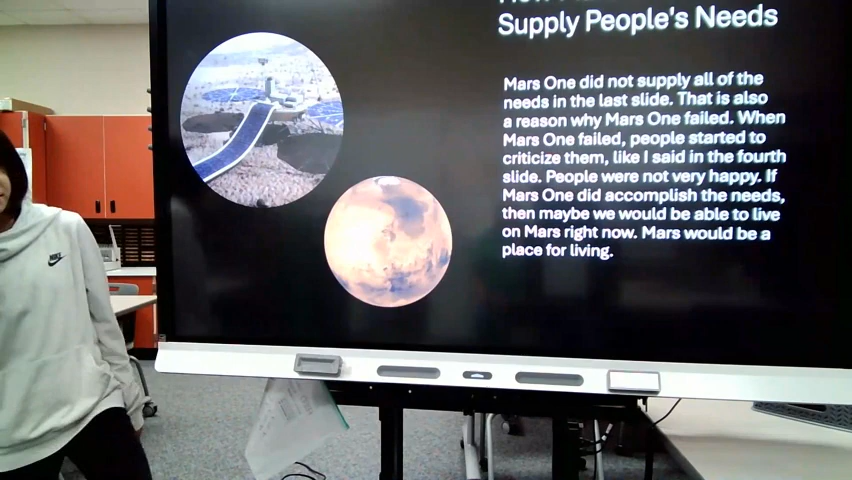 Supply People's Needs
Mars One did not supply all of the
needs in the last slide. That is also
a reason why Mars One failed. When
Mars One failed, people started to
criticize them, like I said in the fourth
slide. People were not very happy. If
Mars One did accomplish the needs,
then maybe we would be able to live
on Mars right now. Mars would be a
place for living.
NIKE